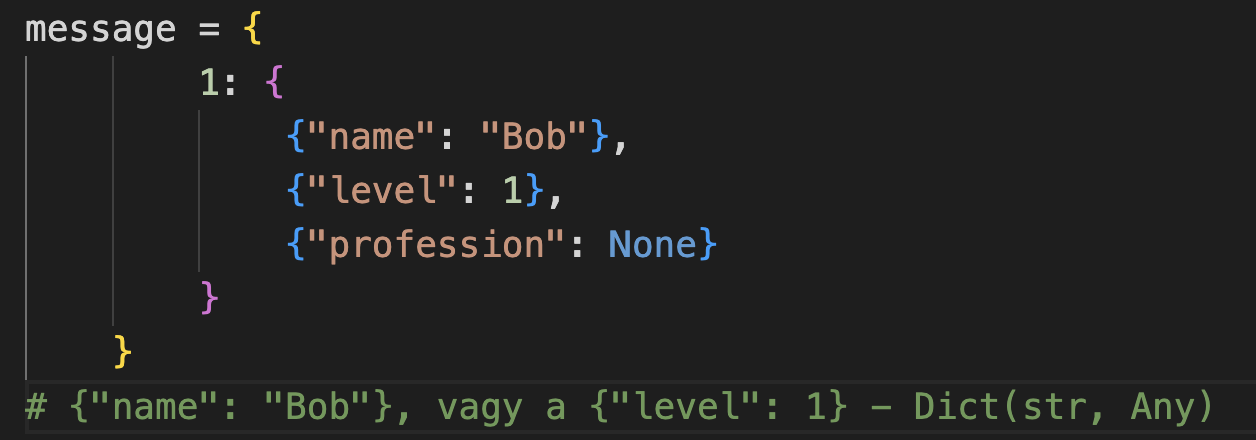 message = {
1: {
{"name": "Bob"},
{"level": 1},
{"profession": None}
}
}
# {"name": "Bob"}, vagy a {"level": 1} - Dict(str, Any)